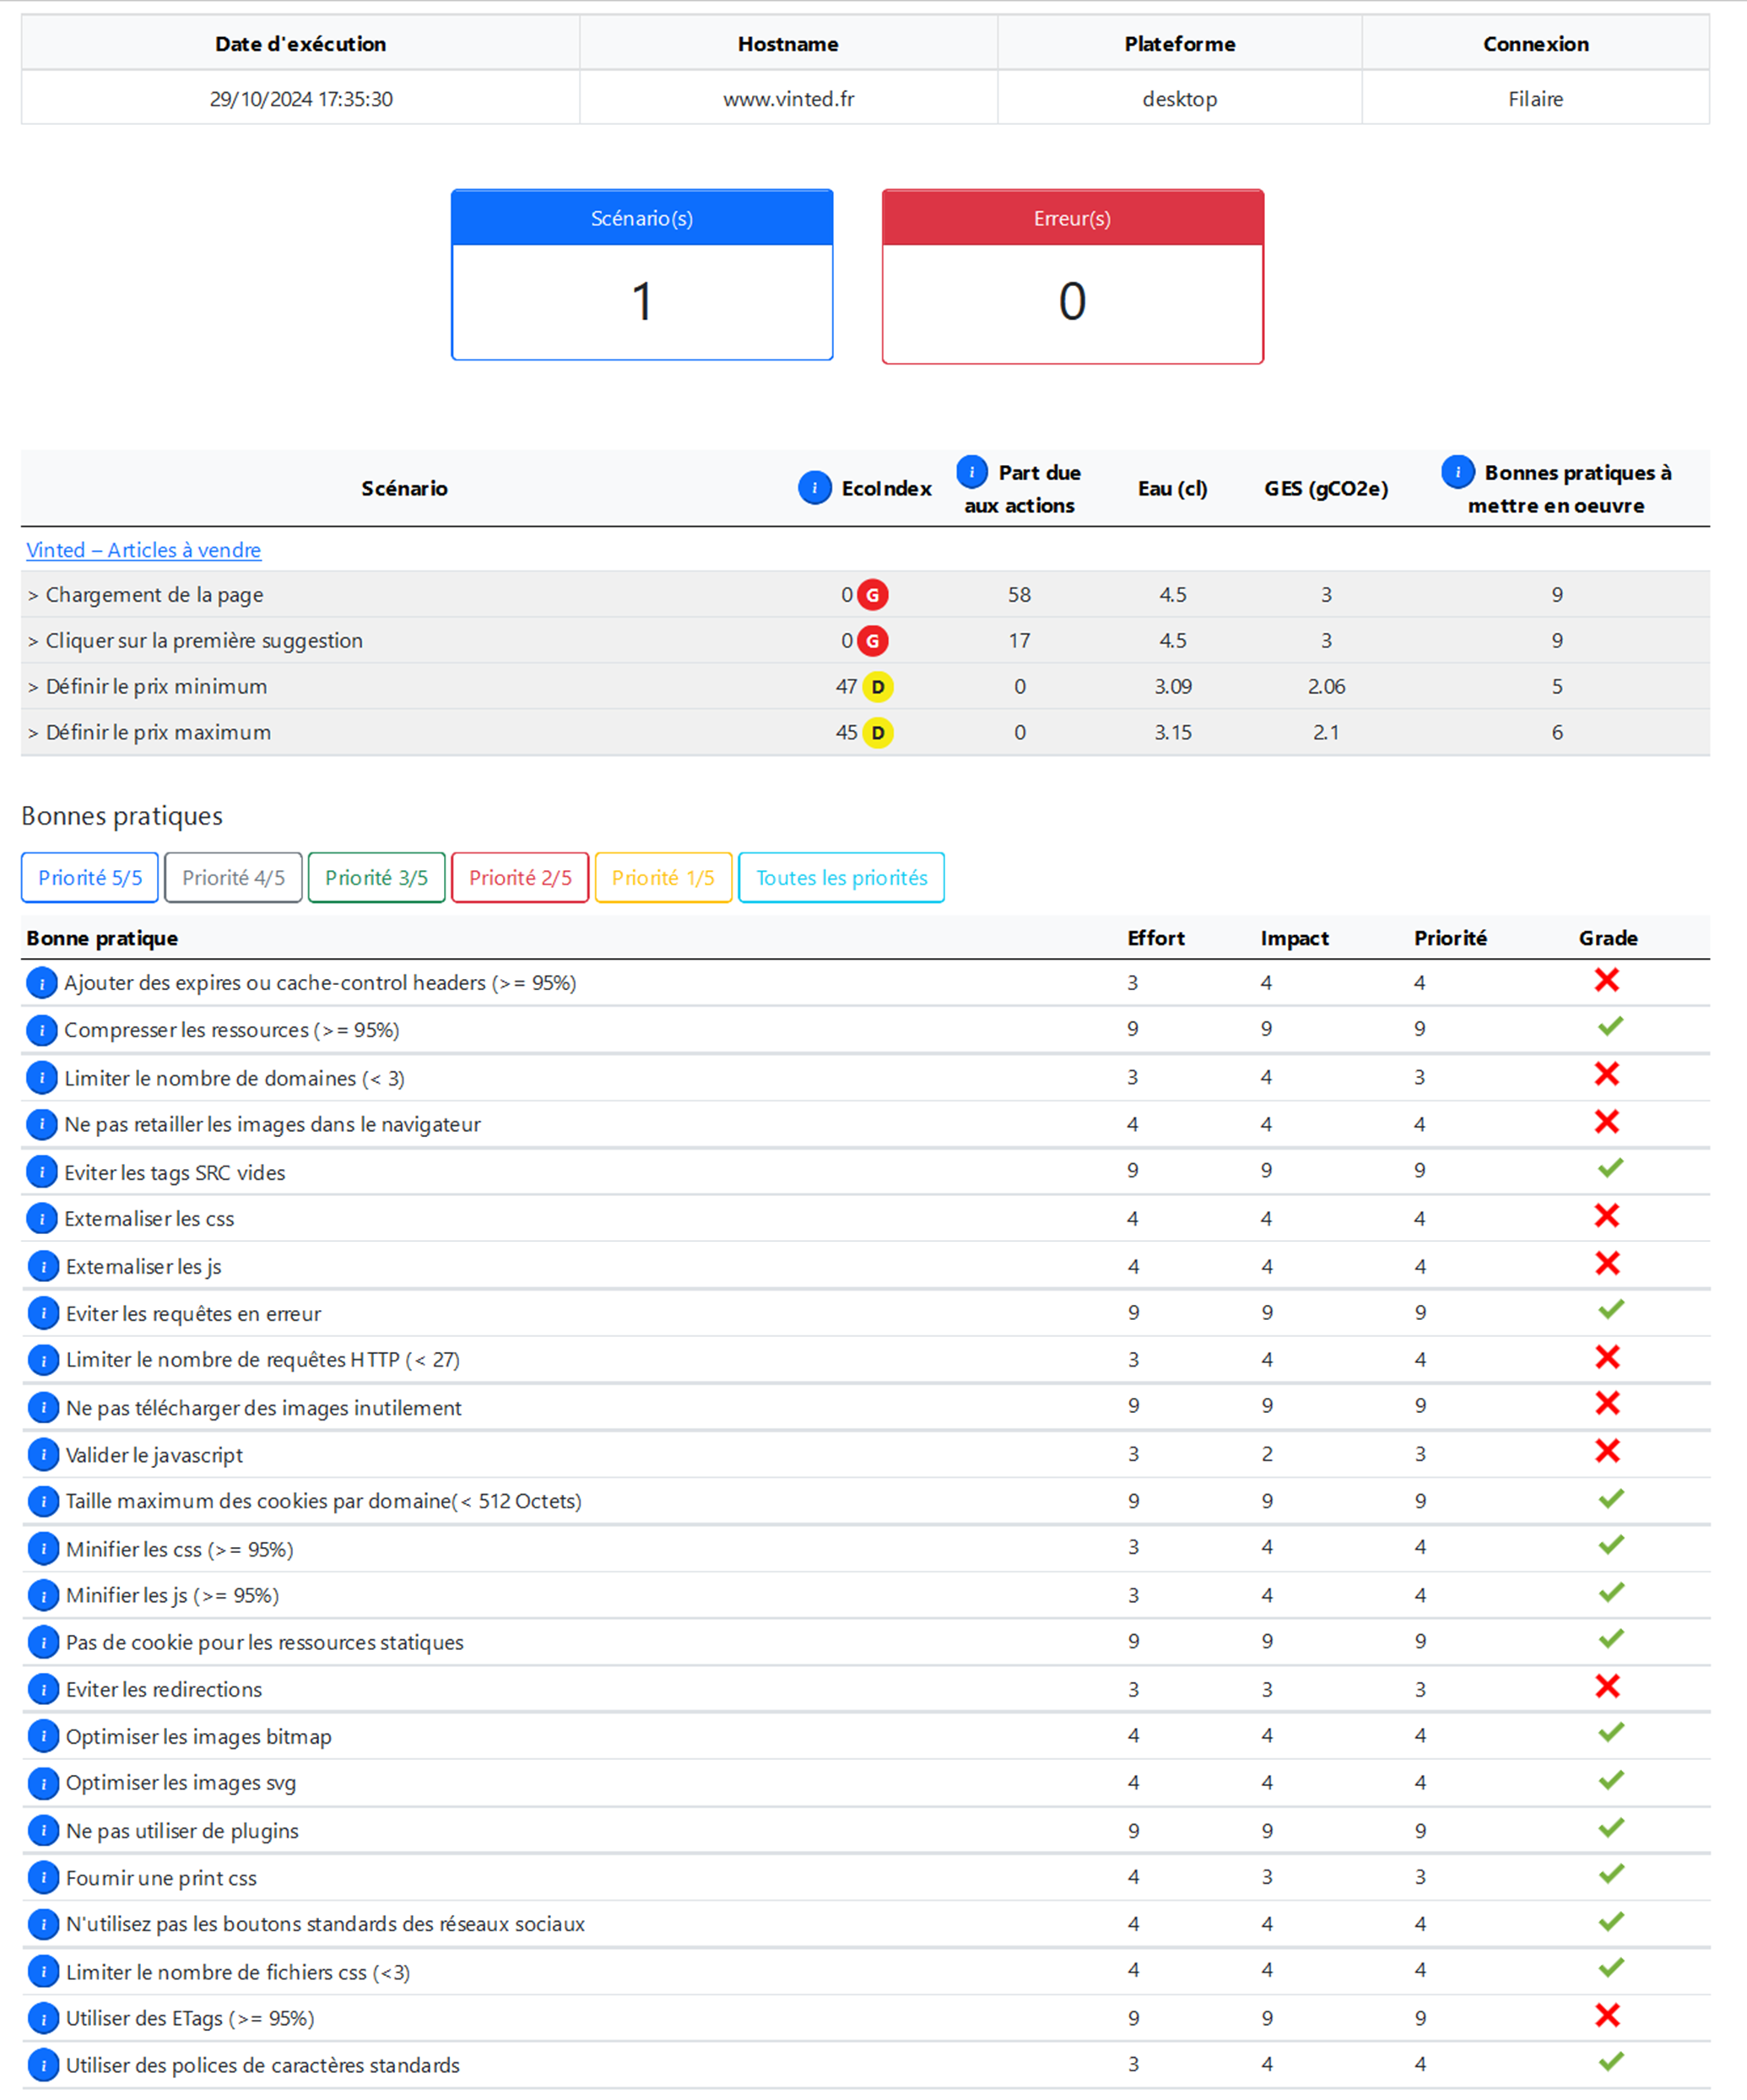 Date d'exécution Hostname Plateforme Connexion
29/10/2024 17:35:30 www.vinted.fr desktop Filaire
Scénario(s) Erreur(s)
1 0
Scénario i EcoIndex i Part due aux actions Eau (cl) GES (gCO2e) i Bonnes pratiques à mettre en oeuvre
Vinted – Articles à vendre
> Chargement de la page 0 G 58 4.5 3 9
> Cliquer sur la première suggestion 0 G 17 4.5 3 9
> Définir le prix minimum 47 D 0 3.09 2.06 5
> Définir le prix maximum 45 D 0 3.15 2.1 6
Bonnes pratiques
Priorité 5/5 Priorité 4/5 Priorité 3/5 Priorité 2/5 Priorité 1/5 Toutes les priorités
Bonne pratique Effort Impact Priorité Grade
i Ajouter des expires ou cache-control headers (>= 95%) 3 4 4
i Compresser les ressources (>= 95%) 9 9 9
i Limiter le nombre de domaines (< 3) 3 4 3
i Ne pas retailler les images dans le navigateur 4 4 4
i Eviter les tags SRC vides 9 9 9
i Externaliser les css 4 4 4
i Externaliser les js 4 4 4
i Eviter les requêtes en erreur 9 9 9
i Limiter le nombre de requêtes HTTP (< 27) 3 4 4
i Ne pas télécharger des images inutilement 9 9 9
i Valider le javascript 3 2 3
i Taille maximum des cookies par domaine(< 512 Octets) 9 9 9
i Minifier les css (>= 95%) 3 4 4
i Minifier les js (>= 95%) 3 4 4
i Pas de cookie pour les ressources statiques 9 9 9
i Eviter les redirections 3 3 3
i Optimiser les images bitmap 4 4 4
i Optimiser les images svg 4 4 4
i Ne pas utiliser de plugins 9 9 9
i Fournir une print css 4 3 3
i N'utilisez pas les boutons standards des réseaux sociaux 4 4 4
i Limiter le nombre de fichiers css (<3) 4 4 4
i Utiliser des ETags (>= 95%) 9 9 9
i Utiliser des polices de caractères standards 3 4 4